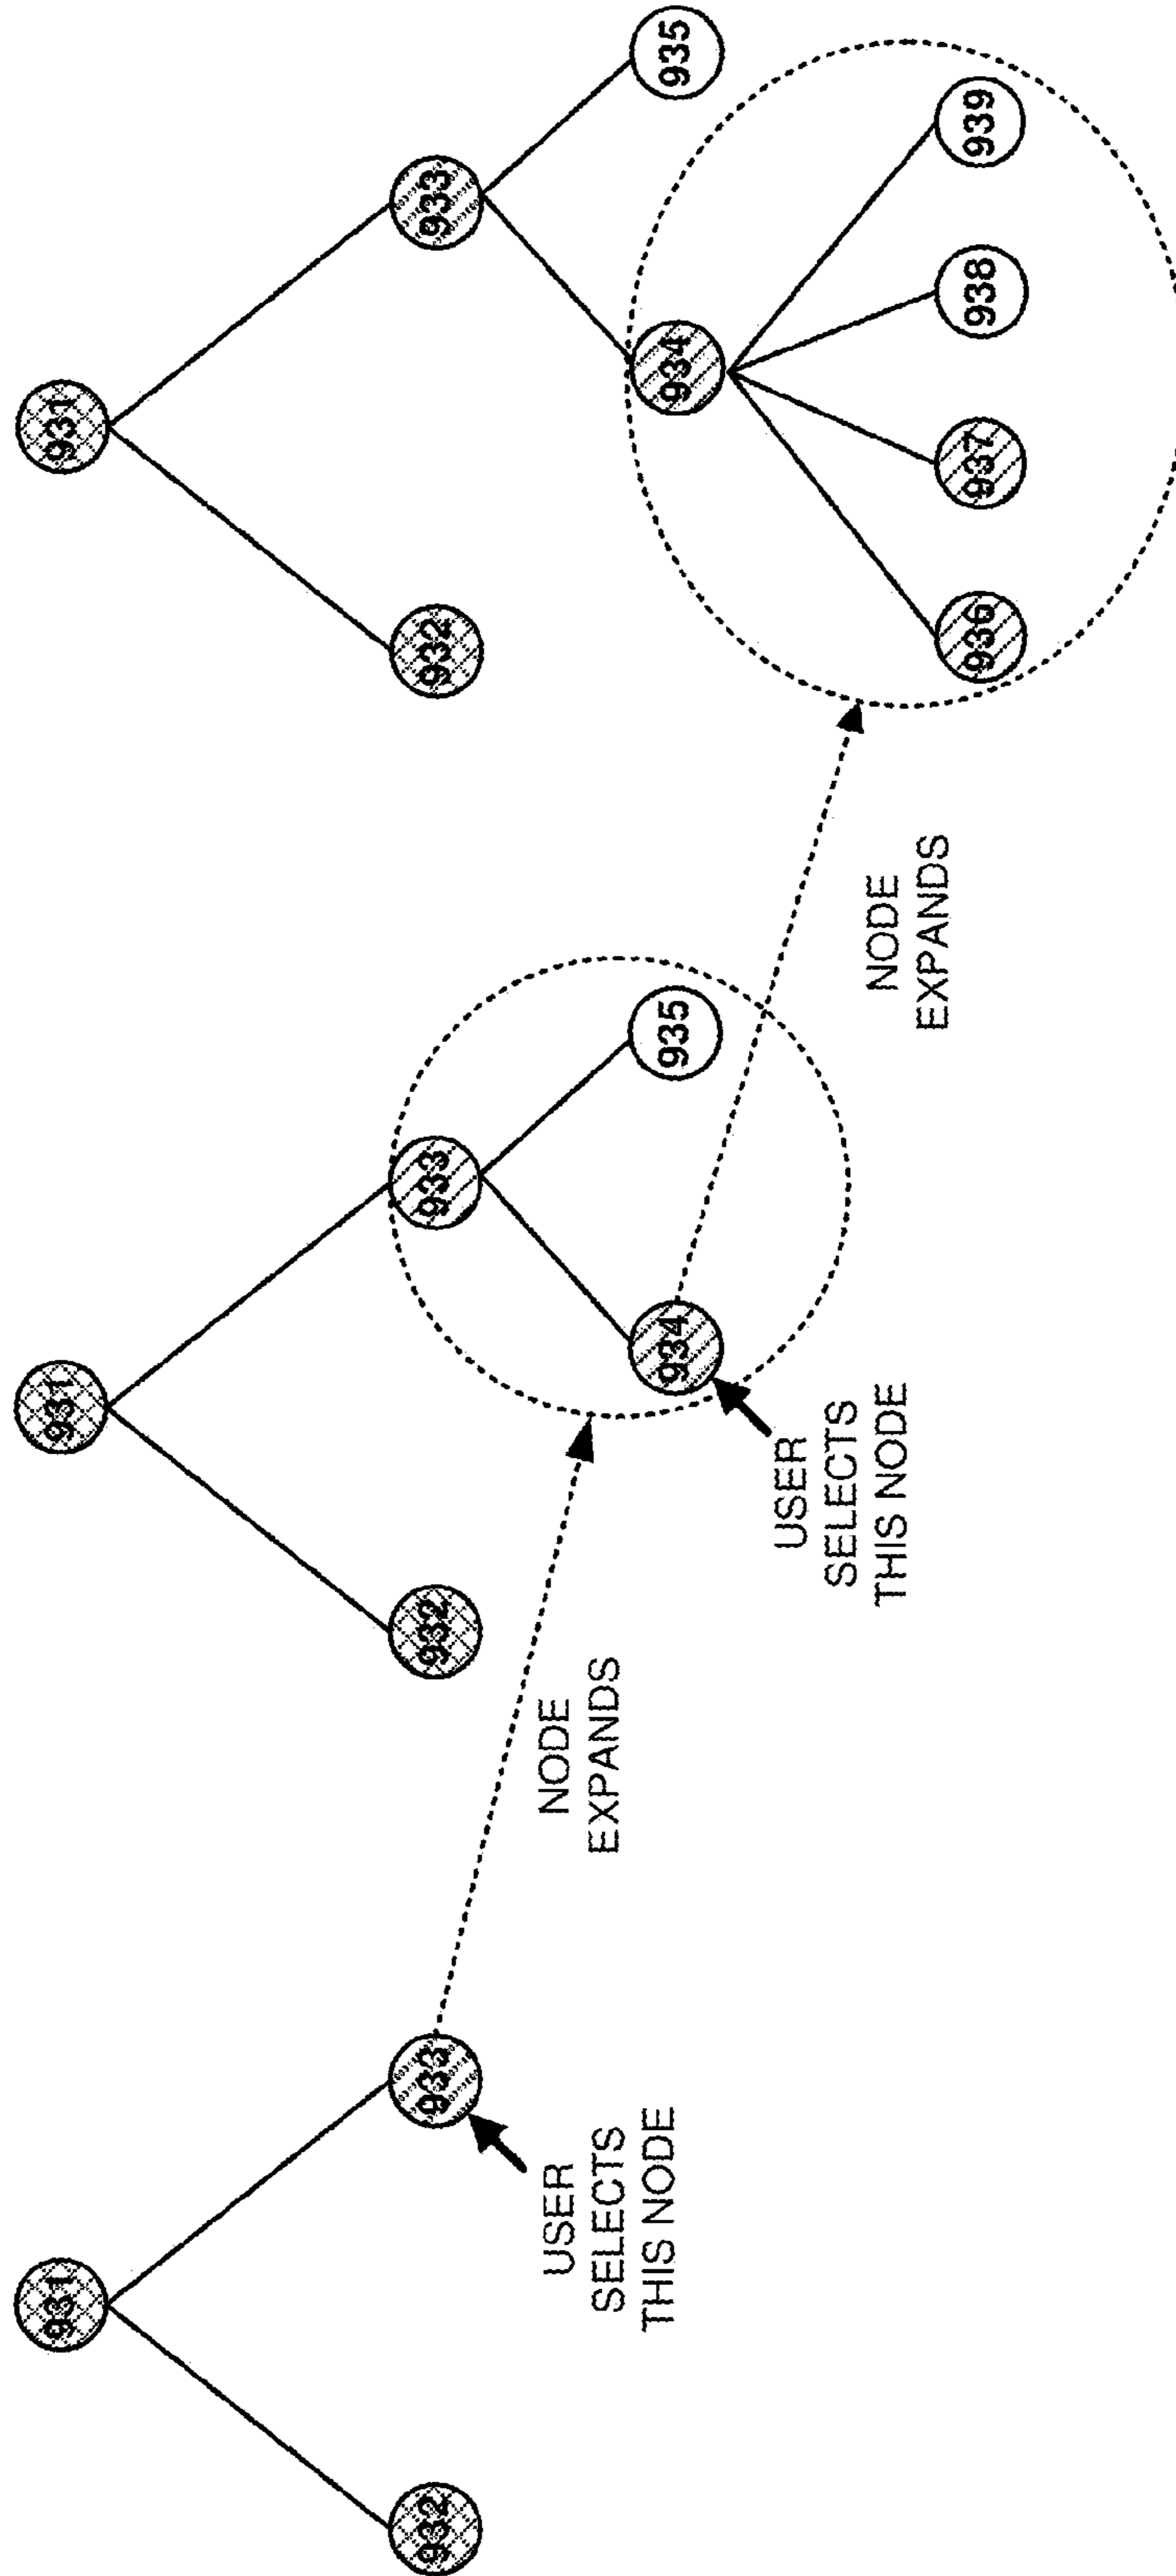 931
932
933
USER
SELECTS
THIS NODE
NODE
EXPANDS
931
932
933
934
935
USER
SELECTS
THIS NODE
NODE
EXPANDS
931
932
933
934
935
936
937
938
939